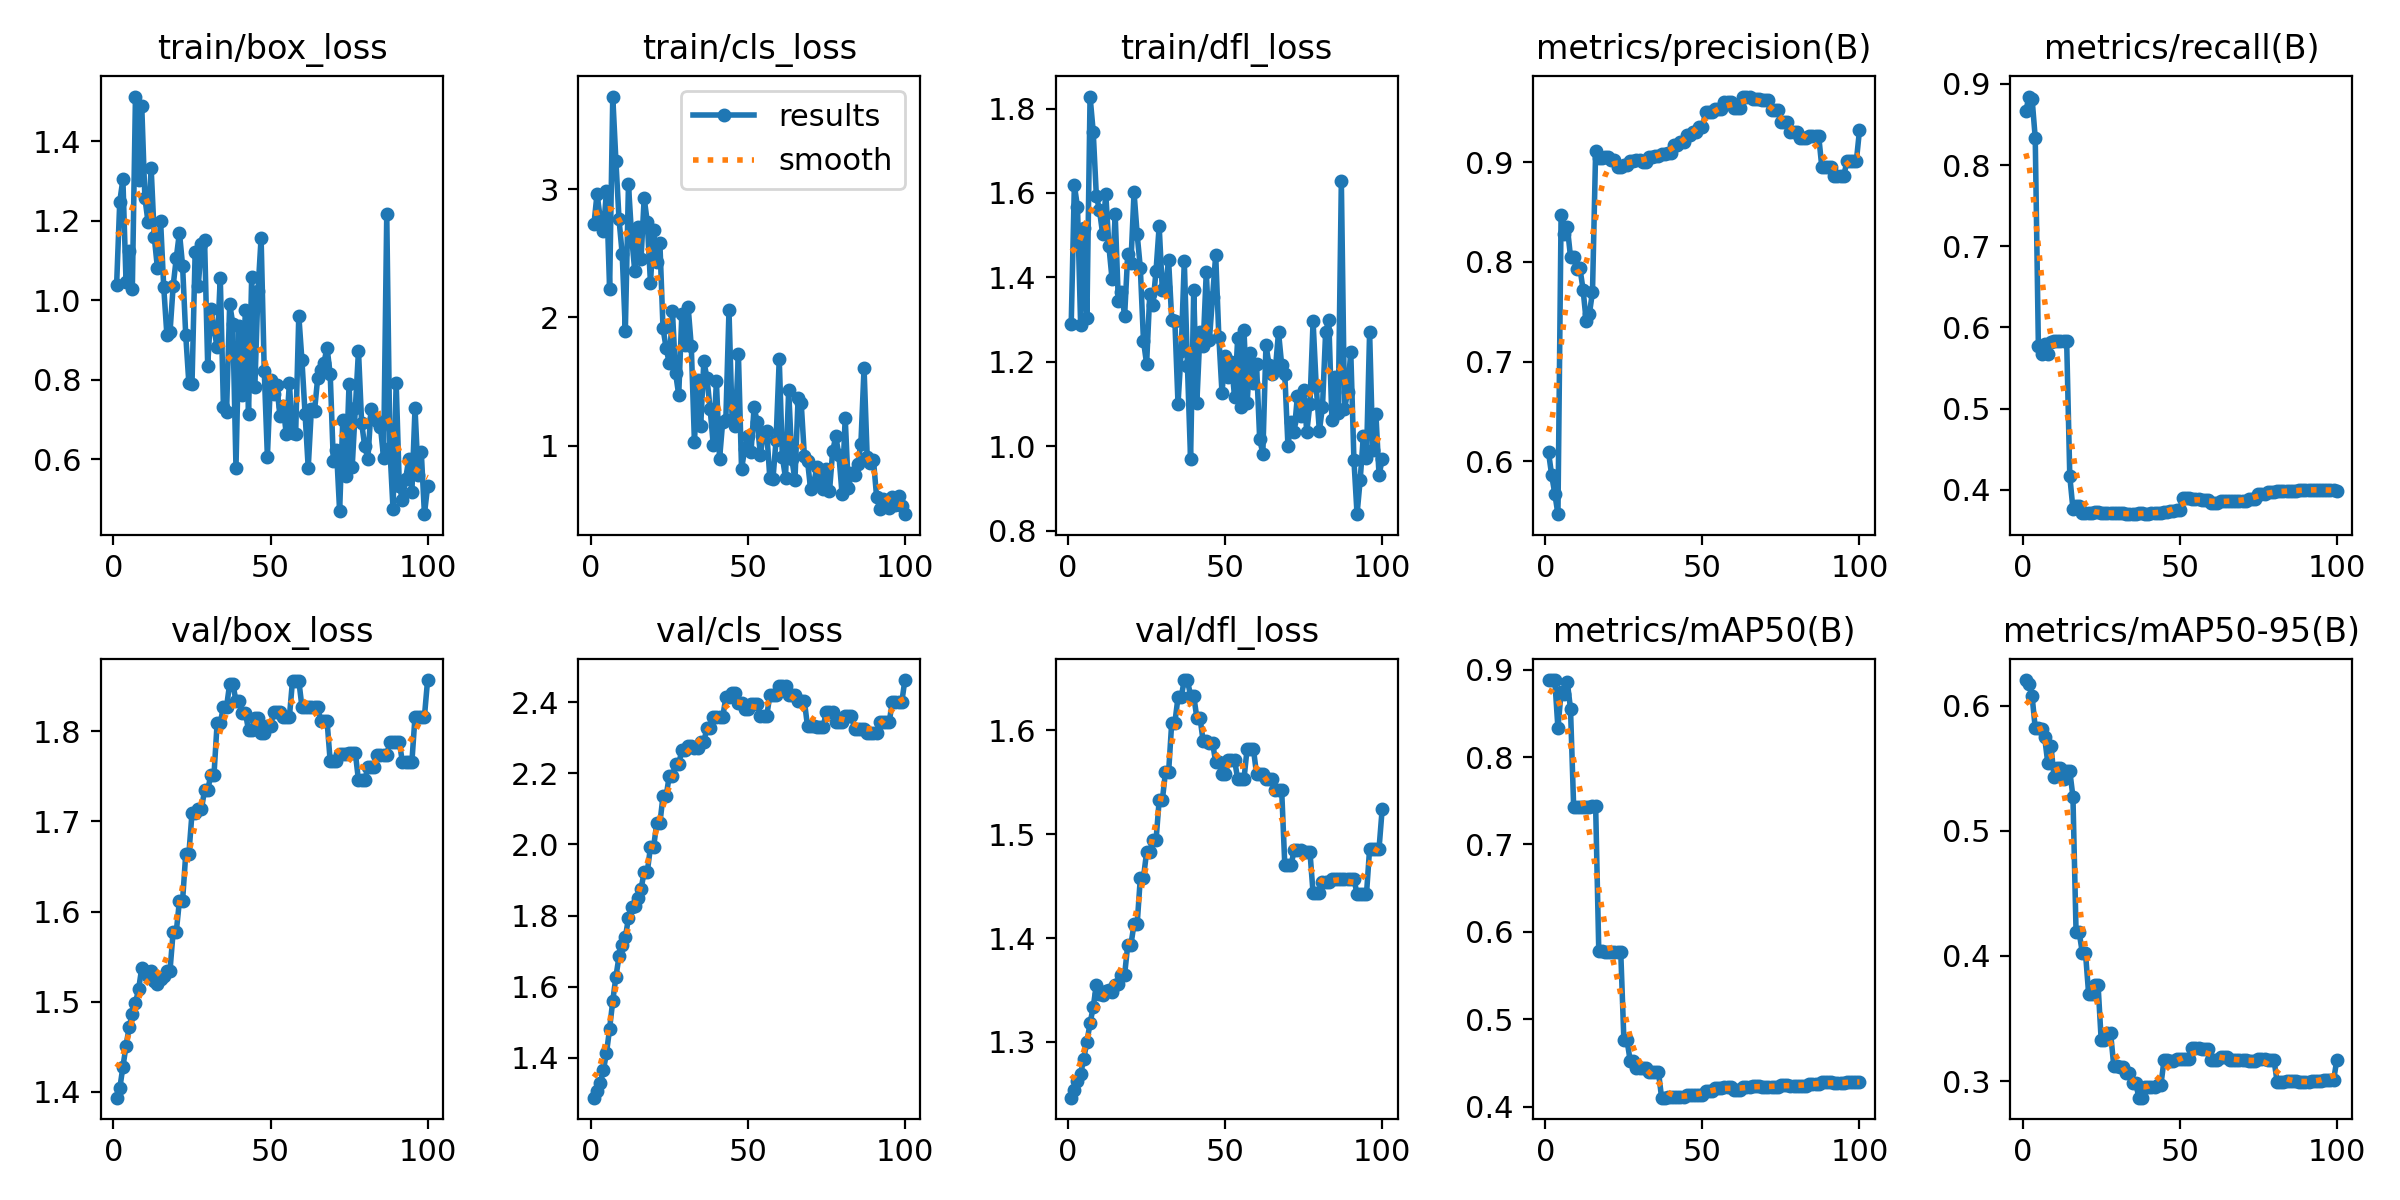 train/box_loss
train/cls_loss
train/dfl_loss
metrics/precision(B)
metrics/recall(B)
results
smooth
1.4
1.2
1.0
0.8
0.6
0 50 100
3
2
1
0 50 100
1.8
1.6
1.4
1.2
1.0
0.8
0 50 100
0.9
0.8
0.7
0.6
0 50 100
0.9
0.8
0.7
0.6
0.5
0.4
0 50 100
val/box_loss
val/cls_loss
val/dfl_loss
metrics/mAP50(B)
metrics/mAP50-95(B)
1.8
1.7
1.6
1.5
1.4
0 50 100
2.4
2.2
2.0
1.8
1.6
1.4
0 50 100
1.6
1.5
1.4
1.3
0 50 100
0.9
0.8
0.7
0.6
0.5
0.4
0 50 100
0.6
0.5
0.4
0.3
0 50 100